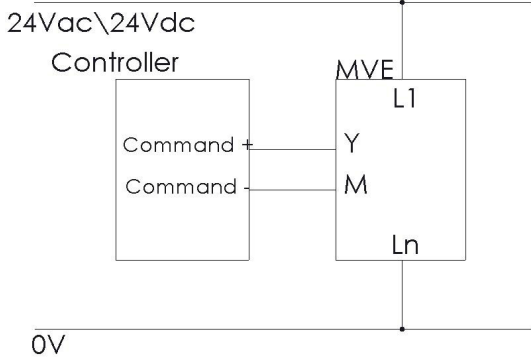 24Vac\24Vdc
Controller
MVE
L1
Command +
Y
Command -
M
Ln
0V